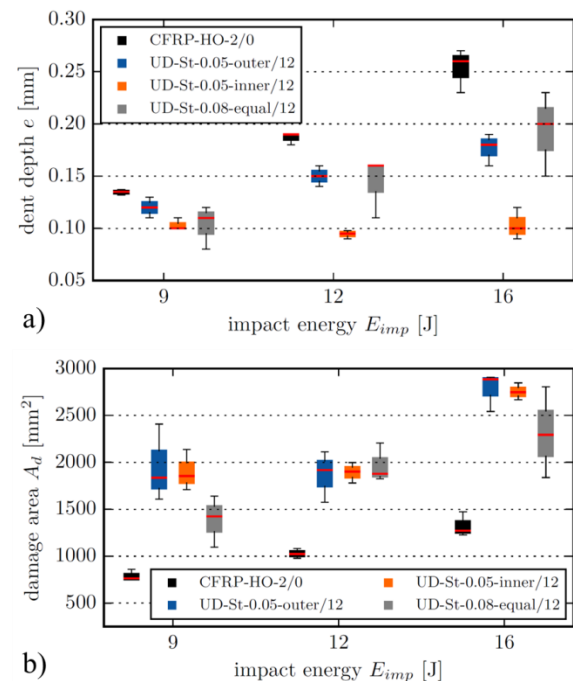 0.30
0.25
0.20
0.15
0.10
0.05
dent depth e [mm]
CFRP-HO-2/0
UD-St-0.05-outer/12
UD-St-0.05-inner/12
UD-St-0.08-equal/12
9 12 16
a)
impact energy E_imp [J]
3000
2500
2000
1500
1000
500
damage area A_d [mm²]
CFRP-HO-2/0 UD-St-0.05-inner/12
UD-St-0.05-outer/12 UD-St-0.08-equal/12
9 12 16
b)
impact energy E_imp [J]